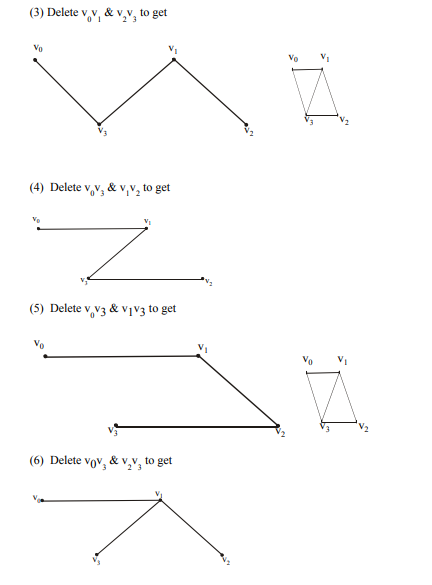 (3) Delete v₀v₁ & v₂v₃ to get
v₀ v₁
v₀ v₁
v₃ v₂
v₃ v₂
(4) Delete v₀v₃ & v₁v₂ to get
v₀ v₁
v₃ v₂
(5) Delete v₀v3 & v1v3 to get
v₀ v₁
v₀ v₁
v₃ v₂
v₃ v₂
(6) Delete v₀v₃ & v₂v₃ to get
v₀ v₁
v₃ v₂